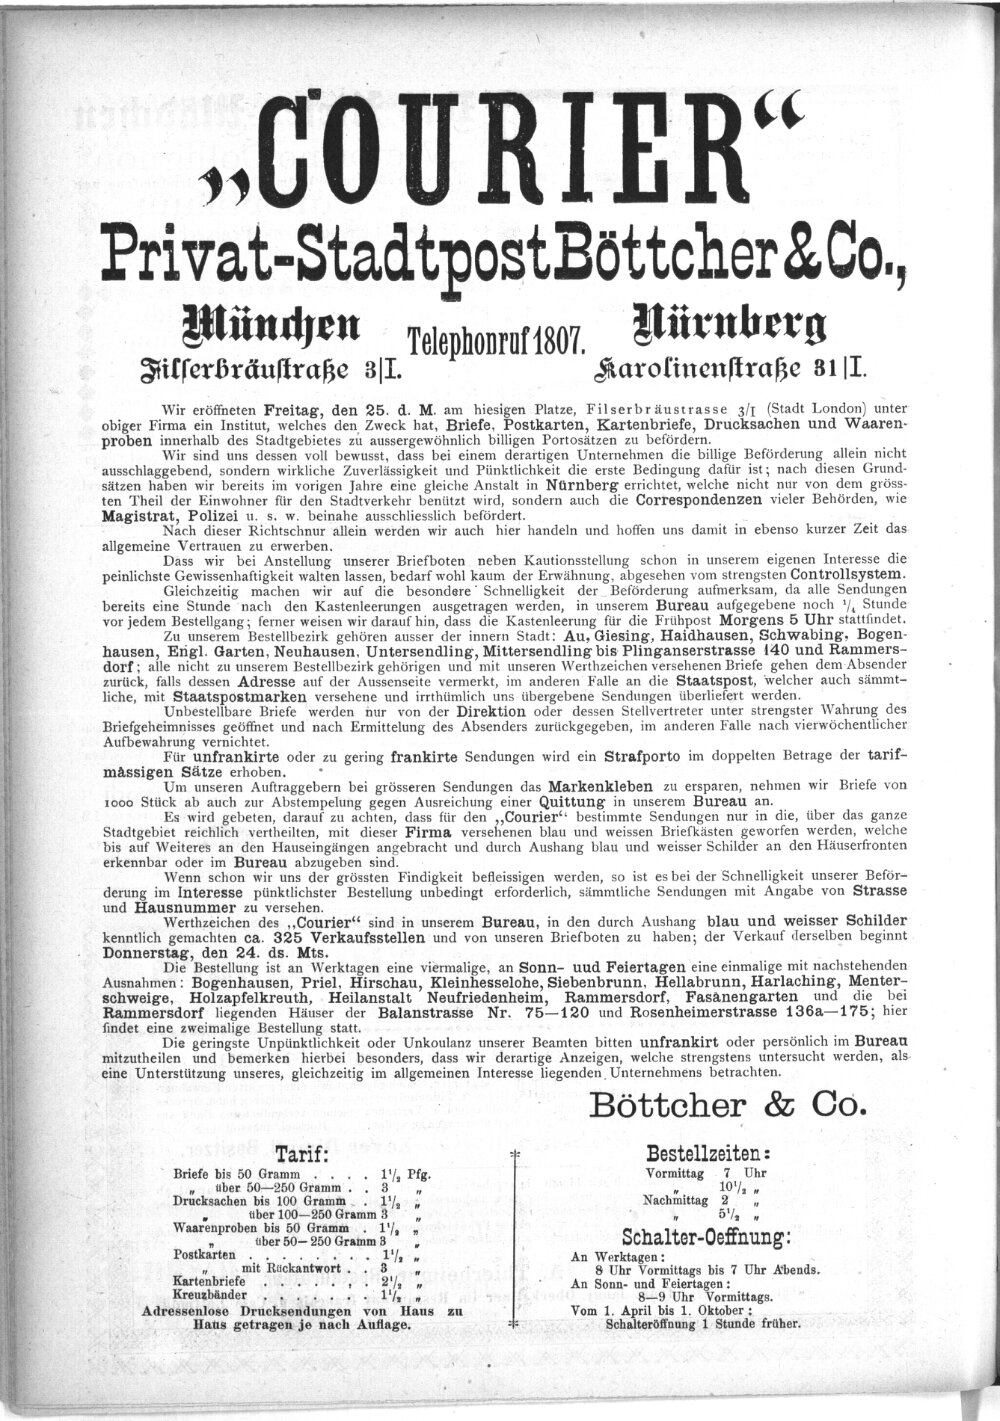 „COURIER“
Privat-Stadtpost Böttcher & Co.,
München
Filserbräustraße 3/I.
Telephonruf 1807.
Nürnberg
Karolinenstraße 31/I.
Wir eröffneten Freitag, den 25. d. M. am hiesigen Platze, Filserbräustrasse 3/I (Stadt London) unter
obiger Firma ein Institut, welches den Zweck hat, Briefe, Postkarten, Kartenbriefe, Drucksachen und Waaren-
proben innerhalb des Stadtgebietes zu aussergewöhnlich billigen Portosätzen zu befördern.
Wir sind uns dessen voll bewusst, dass bei einem derartigen Unternehmen die billige Beförderung allein nicht
ausschlaggebend, sondern wirkliche Zuverlässigkeit und Pünktlichkeit die erste Bedingung dafür ist; nach diesen Grund-
sätzen haben wir bereits im vorigen Jahre eine gleiche Anstalt in Nürnberg errichtet, welche nicht nur von dem gröss-
ten Theil der Einwohner für den Stadtverkehr benützt wird, sondern auch die Correspondenzen vieler Behörden, wie
Magistrat, Polizei u. s. w. beinahe ausschliesslich befördert.
Nach dieser Richtschnur allein werden wir auch hier handeln und hoffen uns damit in ebenso kurzer Zeit das
allgemeine Vertrauen zu erwerben.
Dass wir bei Anstellung unserer Briefboten neben Kautionsstellung schon in unserem eigenen Interesse die
peinlichste Gewissenhaftigkeit walten lassen, bedarf wohl kaum der Erwähnung, abgesehen vom strengsten Controllsystem.
Gleichzeitig machen wir auf die besondere Schnelligkeit der Beförderung aufmerksam, da alle Sendungen
bereits eine Stunde nach den Kastenleerungen ausgetragen werden, in unserem Bureau aufgegebene noch 1/4 Stunde
vor jedem Bestellgang; ferner weisen wir darauf hin, dass die Kastenleerung für die Frühpost Morgens 5 Uhr stattfindet.
Zu unserem Bestellbezirk gehören ausser der innern Stadt: Au, Giesing, Haidhausen, Schwabing, Bogen-
hausen, Engl. Garten, Neuhausen, Untersendling, Mittersendling bis Plinganserstrasse 140 und Rammers-
dorf; alle nicht zu unserem Bestellbezirk gehörigen und mit unseren Werthzeichen versehenen Briefe gehen dem Absender
zurück, falls dessen Adresse auf der Aussenseite vermerkt, im anderen Falle an die Staatspost, welcher auch sämmt-
liche, mit Staatspostmarken versehene und irrthümlich uns übergebene Sendungen überliefert werden.
Unbestellbare Briefe werden nur von der Direktion oder dessen Stellvertreter unter strengster Wahrung des
Briefgeheimnisses geöffnet und nach Ermittelung des Absenders zurückgegeben, im anderen Falle nach vierwöchentlicher
Aufbewahrung vernichtet.
Für unfrankirte oder zu gering frankirte Sendungen wird ein Strafporto im doppelten Betrage der tarif-
mässigen Sätze erhoben.
Um unseren Auftraggebern bei grösseren Sendungen das Markenkleben zu ersparen, nehmen wir Briefe von
1000 Stück ab auch zur Abstempelung gegen Ausreichung einer Quittung in unserem Bureau an.
Es wird gebeten, darauf zu achten, dass für den „Courier“ bestimmte Sendungen nur in die, über das ganze
Stadtgebiet reichlich vertheilten, mit dieser Firma versehenen blau und weissen Briefkästen geworfen werden, welche
bis auf Weiteres an den Hauseingängen angebracht und durch Aushang blau und weisser Schilder an den Häuserfronten
erkennbar oder im Bureau abzugeben sind.
Wenn schon wir uns der grössten Findigkeit befleissigen werden, so ist es bei der Schnelligkeit unserer Beför-
derung im Interesse pünktlichster Bestellung unbedingt erforderlich, sämmtliche Sendungen mit Angabe von Strasse
und Hausnummer zu versehen.
Werthzeichen des „Courier“ sind in unserem Bureau, in den durch Aushang blau und weisser Schilder
kenntlich gemachten ca. 325 Verkaufsstellen und von unseren Briefboten zu haben; der Verkauf derselben beginnt
Donnerstag, den 24. ds. Mts.
Die Bestellung ist an Werktagen eine viermalige, an Sonn- uud Feiertagen eine einmalige mit nachstehenden
Ausnahmen: Bogenhausen, Priel, Hirschau, Kleinhesselohe, Siebenbrunn, Hellabrunn, Harlaching, Menter-
schweige, Holzapfelkreuth, Heilanstalt Neufriedenheim, Rammersdorf, Fasanengarten und die bei
Rammersdorf liegenden Häuser der Balanstrasse Nr. 75—120 und Rosenheimerstrasse 136a—175; hier
findet eine zweimalige Bestellung statt.
Die geringste Unpünktlichkeit oder Unkoulanz unserer Beamten bitten unfrankirt oder persönlich im Bureau
mitzutheilen und bemerken hierbei besonders, dass wir derartige Anzeigen, welche strengstens untersucht werden, als
eine Unterstützung unseres, gleichzeitig im allgemeinen Interesse liegenden Unternehmens betrachten.
Böttcher & Co.
Tarif:
Briefe bis 50 Gramm . . . . 1 1/2 Pfg.
„ über 50—250 Gramm . . 3 „
Drucksachen bis 100 Gramm . . 1 1/2 „
„ über 100—250 Gramm 3 „
Waarenproben bis 50 Gramm . 1 1/2 „
„ über 50—250 Gramm 3 „
Postkarten . . . . . . . . 1 1/2 „
„ mit Rückantwort . . 3 „
Kartenbriefe . . . . . . . 2 1/2 „
Kreuzbänder . . . . . . . 1 1/2 „
Adressenlose Drucksendungen von Haus zu
Haus getragen je nach Auflage.
Bestellzeiten:
Vormittag 7 Uhr
„ 10 1/2 „
Nachmittag 2 „
„ 5 1/2 „
Schalter-Oeffnung:
An Werktagen:
8 Uhr Vormittags bis 7 Uhr Abends.
An Sonn- und Feiertagen:
8—9 Uhr Vormittags.
Vom 1. April bis 1. Oktober:
Schalteröffnung 1 Stunde früher.